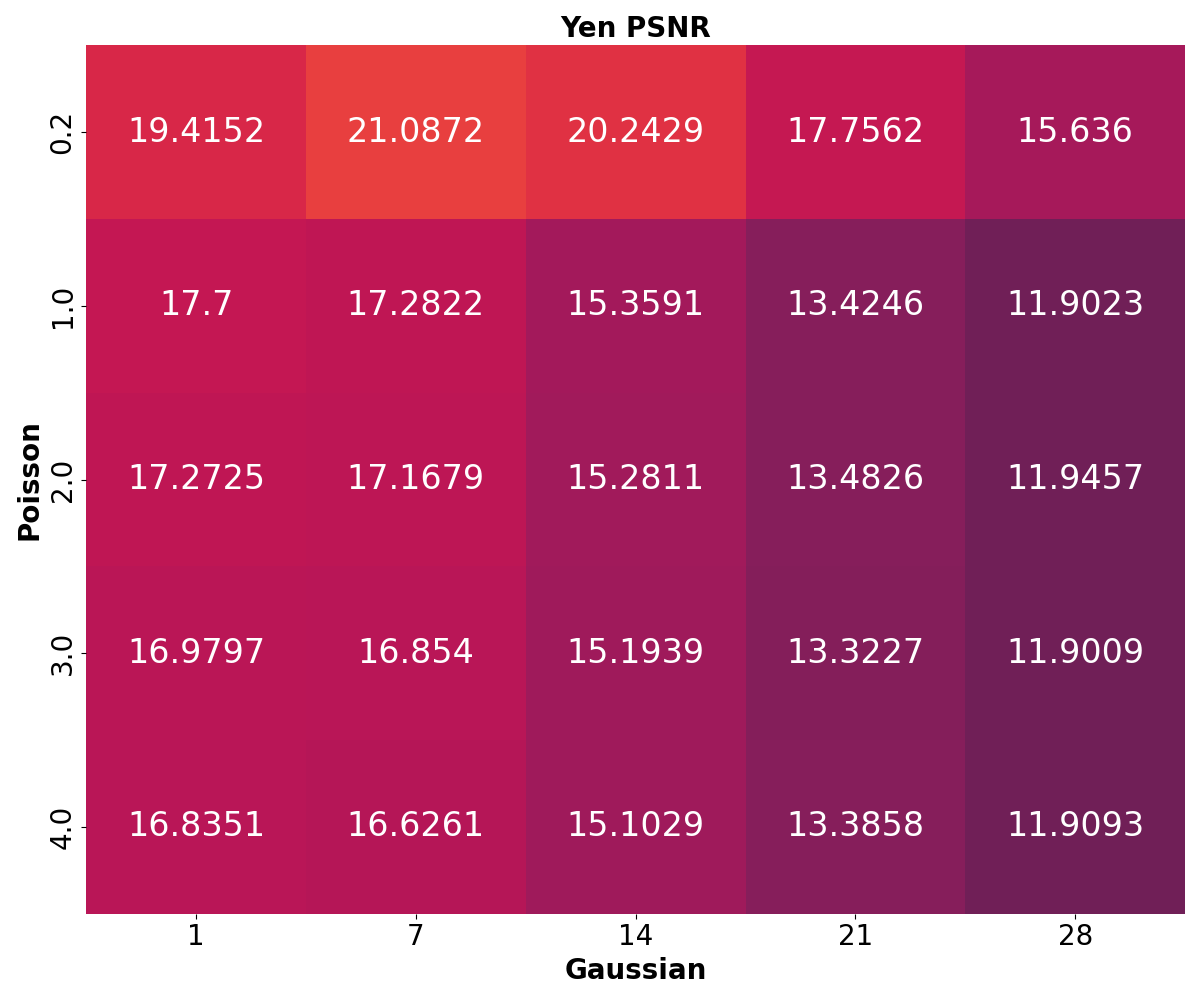 Yen PSNR
0.2 19.4152 21.0872 20.2429 17.7562 15.636
1.0 17.7 17.2822 15.3591 13.4246 11.9023
2.0 17.2725 17.1679 15.2811 13.4826 11.9457
3.0 16.9797 16.854 15.1939 13.3227 11.9009
4.0 16.8351 16.6261 15.1029 13.3858 11.9093
Poisson
1 7 14 21 28
Gaussian